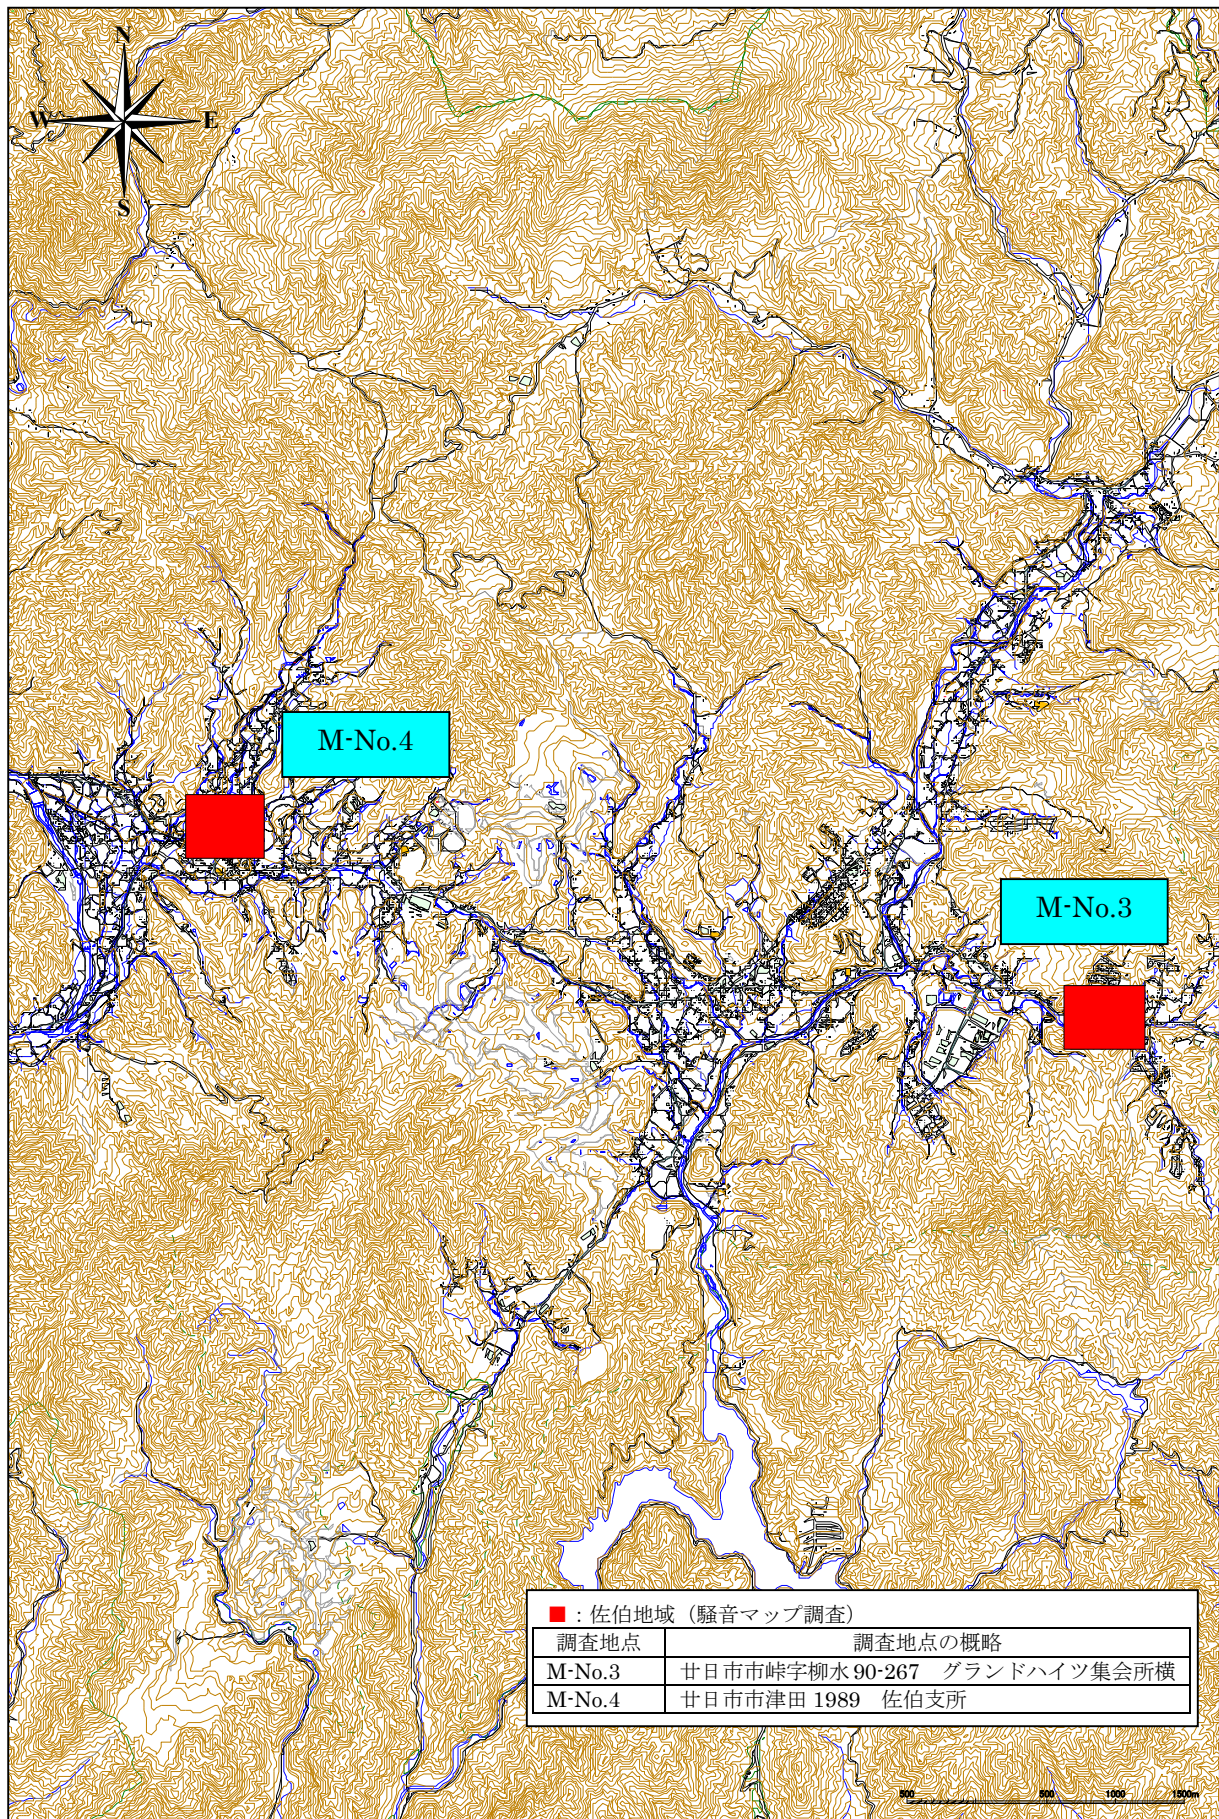 N
W E
S
M-No.4
M-No.3
■：佐伯地域（騒音マップ調査）
調査地点 調査地点の概略
M-No.3 廿日市市峠字柳水 90-267 グランドハイツ集会所横
M-No.4 廿日市市津田 1989 佐伯支所
500 500 1000 1500m